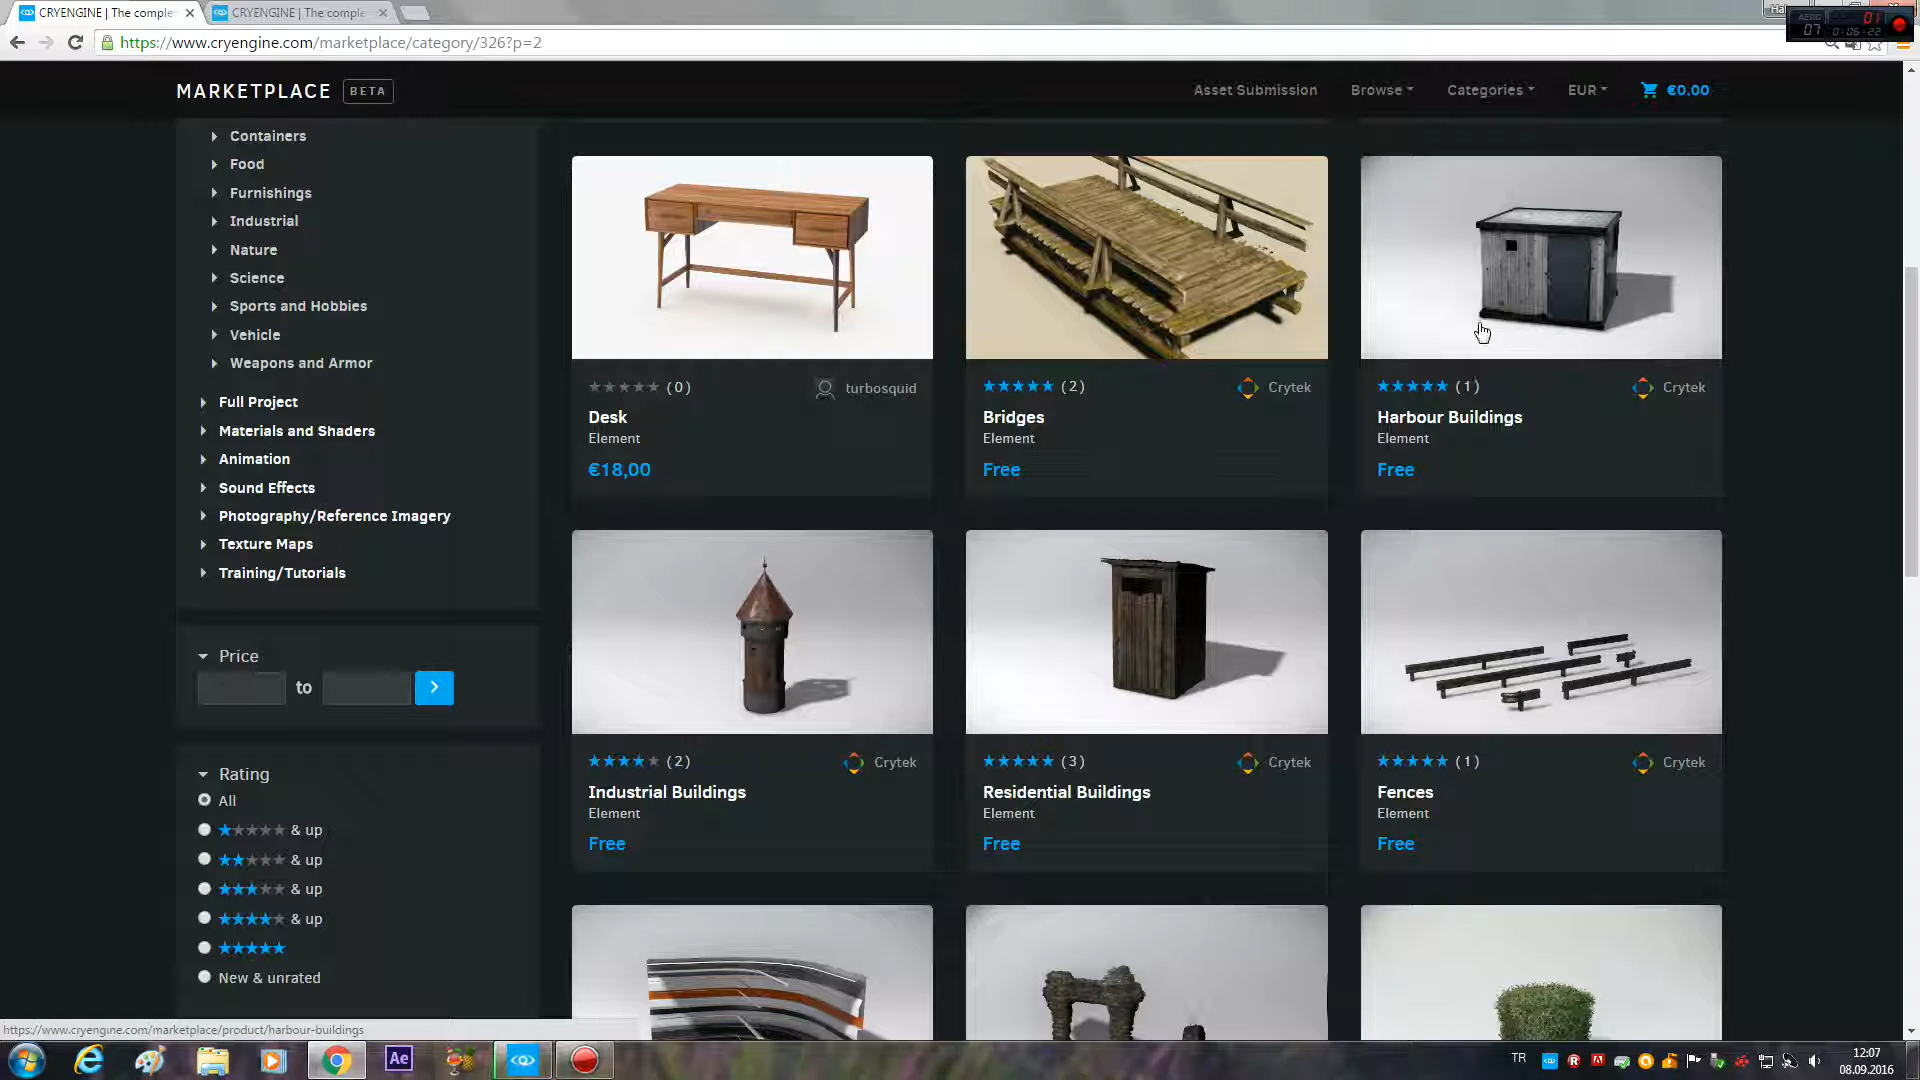 CRYENGINE | The comple
CRYENGINE | The comple
https://www.cryengine.com/marketplace/category/326?p=2
MARKETPLACE BETA
Asset Submission Browse Categories EUR €0.00
Containers
Food
Furnishings
Industrial
Nature
Science
Sports and Hobbies
Vehicle
Weapons and Armor
Full Project
Materials and Shaders
Animation
Sound Effects
Photography/Reference Imagery
Texture Maps
Training/Tutorials
Price
to
Rating
All
& up
& up
& up
& up
New & unrated
(0) turbosquid
Desk
Element
€18,00
(2) Crytek
Bridges
Element
Free
(1) Crytek
Harbour Buildings
Element
Free
(2) Crytek
Industrial Buildings
Element
Free
(3) Crytek
Residential Buildings
Element
Free
(1) Crytek
Fences
Element
Free
https://www.cryengine.com/marketplace/product/harbour-buildings
Ae
TR
12:07
08.09.2016